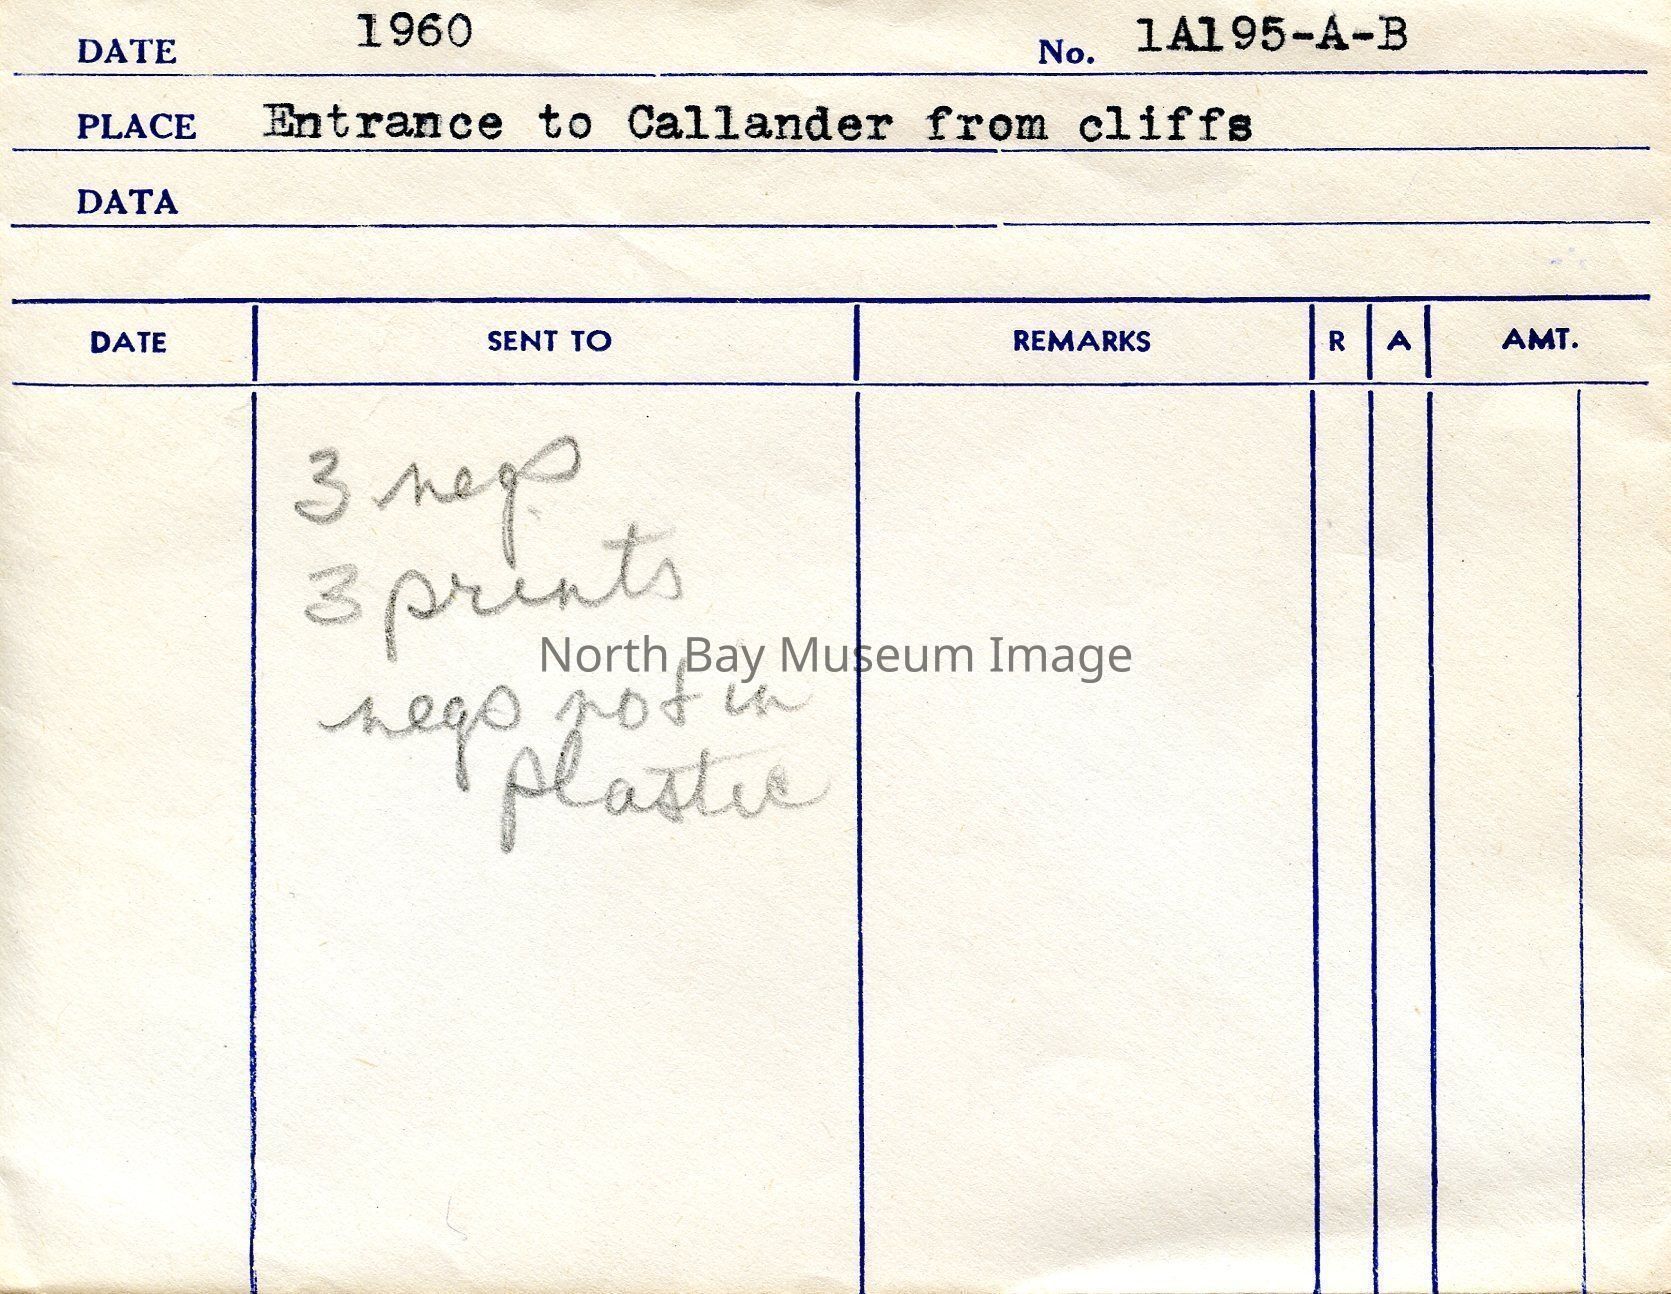 DATE 1960 No. 1A195-A-B
PLACE Entrance to Callander from cliffs
DATA
DATE SENT TO REMARKS R A AMT.
3 negs
3 prints
North Bay Museum Image
negs not in
plastic